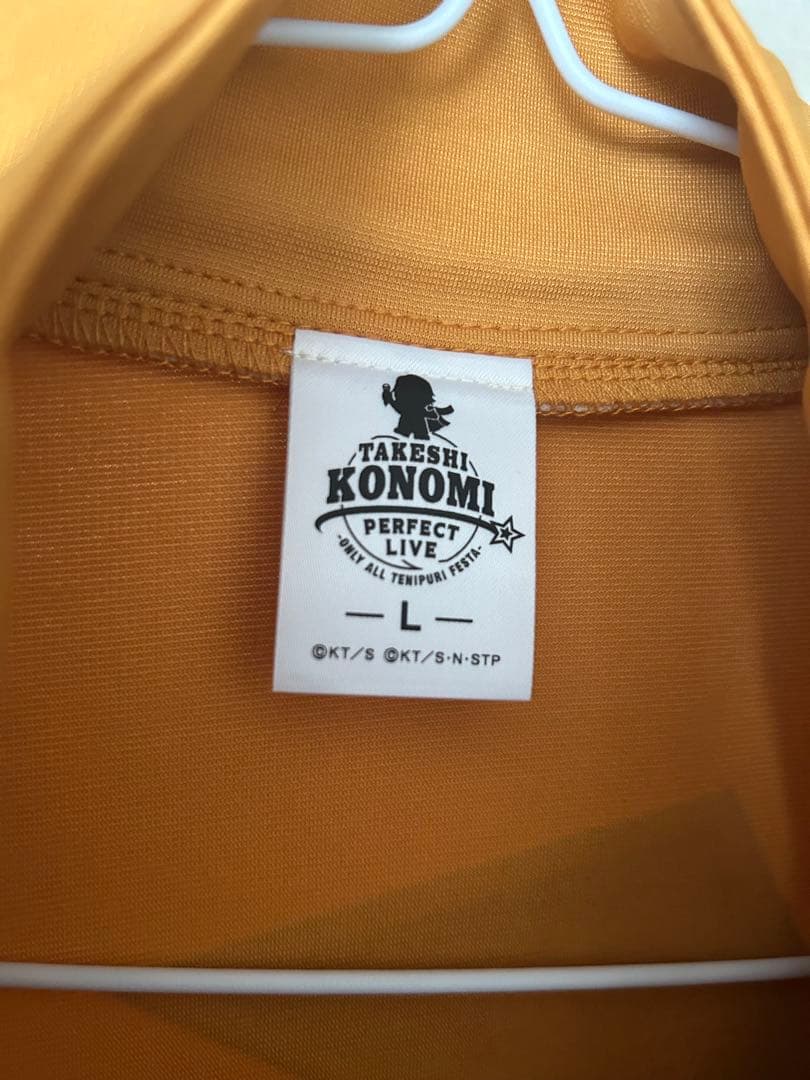 TAKESHI
KONOMI
PERFECT
LIVE
-ONLY ALL TENIPURI FESTA-
— L —
©KT/S ©KT/S·N·STP